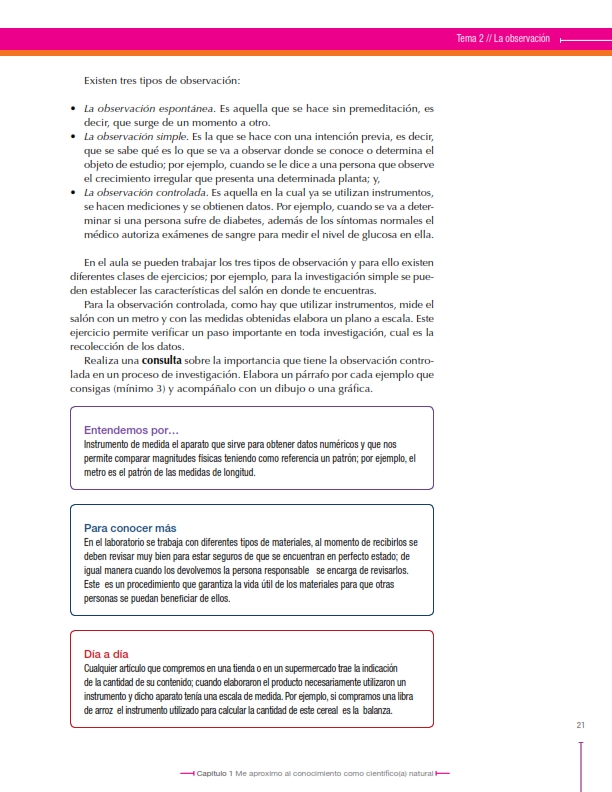 Tema 2 // La observación
Existen tres tipos de observación:
• La observación espontánea. Es aquella que se hace sin premeditación, es
decir, que surge de un momento a otro.
• La observación simple. Es la que se hace con una intención previa, es decir,
que se sabe qué es lo que se va a observar donde se conoce o determina el
objeto de estudio; por ejemplo, cuando se le dice a una persona que observe
el crecimiento irregular que presenta una determinada planta; y,
• La observación controlada. Es aquella en la cual ya se utilizan instrumentos,
se hacen mediciones y se obtienen datos. Por ejemplo, cuando se va a deter-
minar si una persona sufre de diabetes, además de los síntomas normales el
médico autoriza exámenes de sangre para medir el nivel de glucosa en ella.
En el aula se pueden trabajar los tres tipos de observación y para ello existen
diferentes clases de ejercicios; por ejemplo, para la investigación simple se pue-
den establecer las características del salón en donde te encuentras.
Para la observación controlada, como hay que utilizar instrumentos, mide el
salón con un metro y con las medidas obtenidas elabora un plano a escala. Este
ejercicio permite verificar un paso importante en toda investigación, cual es la
recolección de los datos.
Realiza una consulta sobre la importancia que tiene la observación contro-
lada en un proceso de investigación. Elabora un párrafo por cada ejemplo que
consigas (mínimo 3) y acompáñalo con un dibujo o una gráfica.
Entendemos por…
Instrumento de medida el aparato que sirve para obtener datos numéricos y que nos
permite comparar magnitudes físicas teniendo como referencia un patrón; por ejemplo, el
metro es el patrón de las medidas de longitud.
Para conocer más
En el laboratorio se trabaja con diferentes tipos de materiales, al momento de recibirlos se
deben revisar muy bien para estar seguros de que se encuentran en perfecto estado; de
igual manera cuando los devolvemos la persona responsable se encarga de revisarlos.
Este es un procedimiento que garantiza la vida útil de los materiales para que otras
personas se puedan beneficiar de ellos.
Día a día
Cualquier artículo que compremos en una tienda o en un supermercado trae la indicación
de la cantidad de su contenido; cuando elaboraron el producto necesariamente utilizaron un
instrumento y dicho aparato tenía una escala de medida. Por ejemplo, si compramos una libra
de arroz el instrumento utilizado para calcular la cantidad de este cereal es la balanza.
21
Capítulo 1 Me aproximo al conocimiento como científico(a) natural